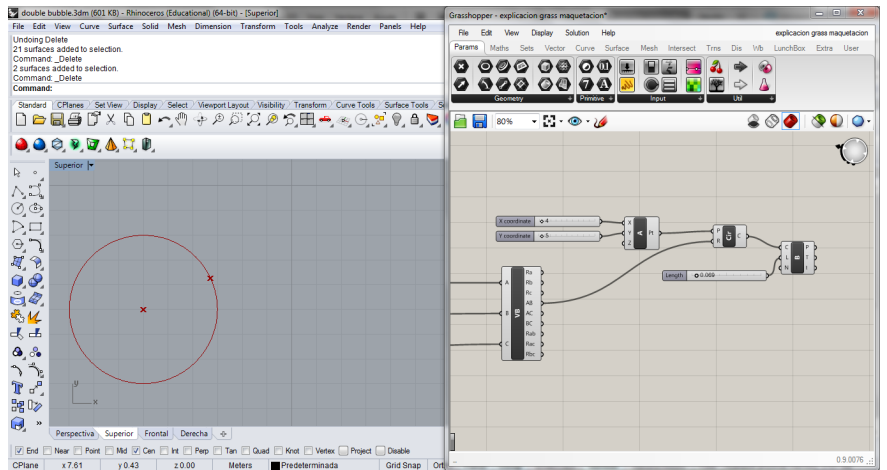 double bubble.3dm (601 KB) - Rhinoceros (Educational) (64-bit) - [Superior]
File Edit View Curve Surface Solid Mesh Dimension Transform Tools Analyze Render Panels Help
Undoing Delete
21 surfaces added to selection.
Command: _Delete
2 surfaces added to selection.
Command: _Delete
Command:
Standard CPlanes Set View Display Select Viewport Layout Visibility Transform Curve Tools Surface Tools
Superior
y
x
Perspectiva Superior Frontal Derecha
End Near Point Mid Cen Int Perp Tan Quad Knot Vertex Project Disable
CPlane x 7.61 y 0.43 z 0.00 Meters Predeterminada Grid Snap Ort
Grasshopper - explicacion grass maquetacion*
File Edit View Display Solution Help explicacion grass maquetacion
Params Maths Sets Vector Curve Surface Mesh Intersect Trns Dis Wb LunchBox Extra User
Geometry + Primitive + Input + Util +
80%
X coordinate 4
Y coordinate 5
X Y Z A Pt
P R Cir C
C L N B P T I
Length 0.069
A B C VB Ra Rb Rc AB AC BC Rab Rac Rbc
0.9.0076